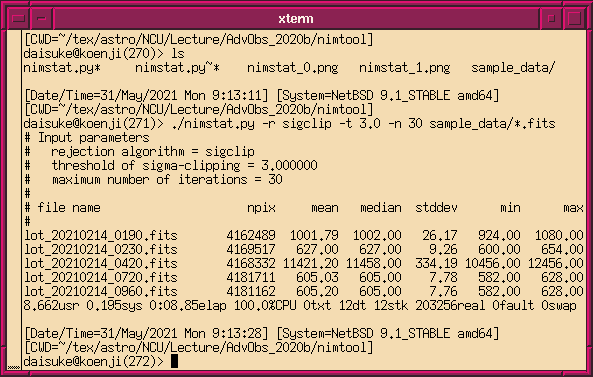 xterm
[CWD=~/tex/astro/NCU/Lecture/AdvObs_2020b/nimtool]
daisuke@koenji(270)> ls
nimstat.py*     nimstat.py~*    nimstat_0.png   nimstat_1.png   sample_data/
[Date/Time=31/May/2021 Mon 9:13:11] [System=NetBSD 9.1_STABLE amd64]
[CWD=~/tex/astro/NCU/Lecture/AdvObs_2020b/nimtool]
daisuke@koenji(271)> ./nimstat.py -r sigclip -t 3.0 -n 30 sample_data/*.fits
# Input parameters
#   rejection algorithm = sigclip
#   threshold of sigma-clipping = 3.000000
#   maximum number of iterations = 30
#
# file name                     npix     mean   median   stddev      min      max
#
lot_20210214_0190.fits       4162489  1001.79  1002.00    26.17   924.00  1080.00
lot_20210214_0230.fits       4169517   627.00   627.00     9.26   600.00   654.00
lot_20210214_0420.fits       4168332 11421.20 11458.00   334.19 10456.00 12456.00
lot_20210214_0720.fits       4181711   605.03   605.00     7.78   582.00   628.00
lot_20210214_0960.fits       4181162   605.20   605.00     7.76   582.00   628.00
8.662usr 0.195sys 0:08.85elap 100.0%CPU 0txt 12dt 12stk 203256real 0fault 0swap
[Date/Time=31/May/2021 Mon 9:13:28] [System=NetBSD 9.1_STABLE amd64]
[CWD=~/tex/astro/NCU/Lecture/AdvObs_2020b/nimtool]
daisuke@koenji(272)>